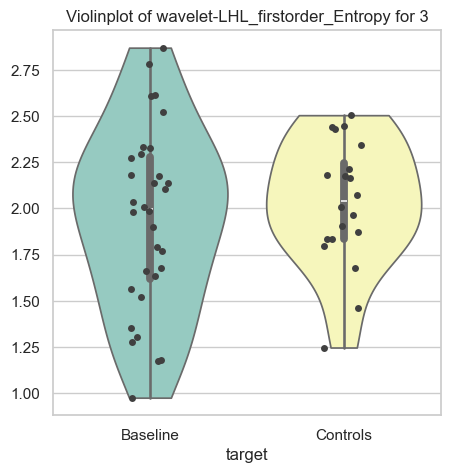 Violinplot of wavelet-LHL_firstorder_Entropy for 3
2.75
2.50
2.25
2.00
1.75
1.50
1.25
1.00
Baseline Controls
target